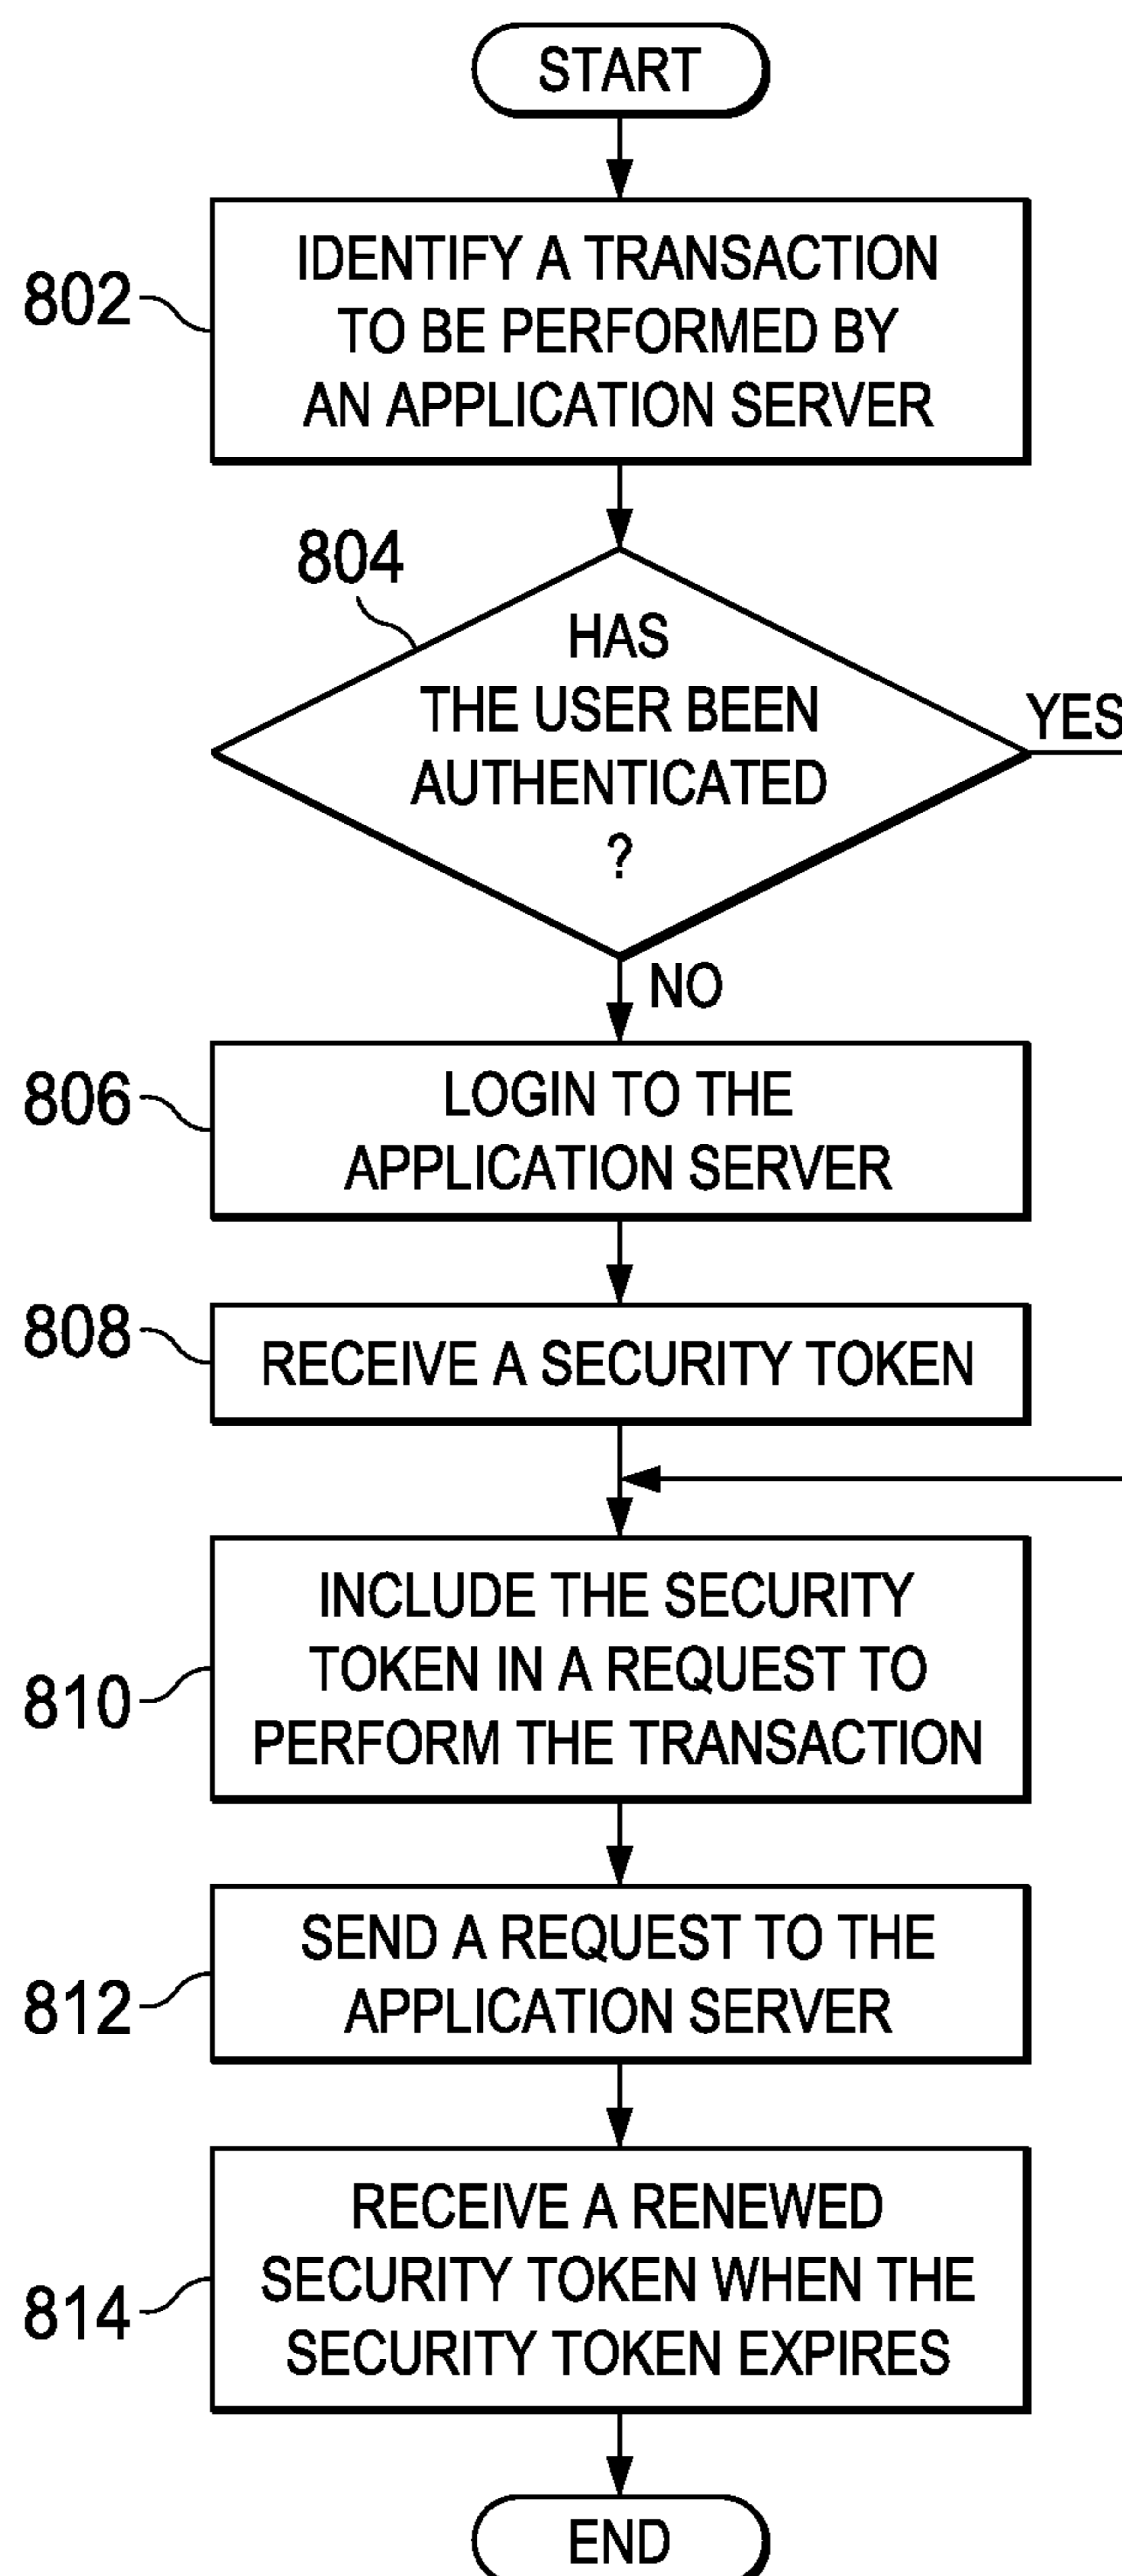 START
802
IDENTIFY A TRANSACTION
TO BE PERFORMED BY
AN APPLICATION SERVER
804
HAS
THE USER BEEN
AUTHENTICATED
?
YES
NO
806
LOGIN TO THE
APPLICATION SERVER
808
RECEIVE A SECURITY TOKEN
810
INCLUDE THE SECURITY
TOKEN IN A REQUEST TO
PERFORM THE TRANSACTION
812
SEND A REQUEST TO THE
APPLICATION SERVER
814
RECEIVE A RENEWED
SECURITY TOKEN WHEN THE
SECURITY TOKEN EXPIRES
END